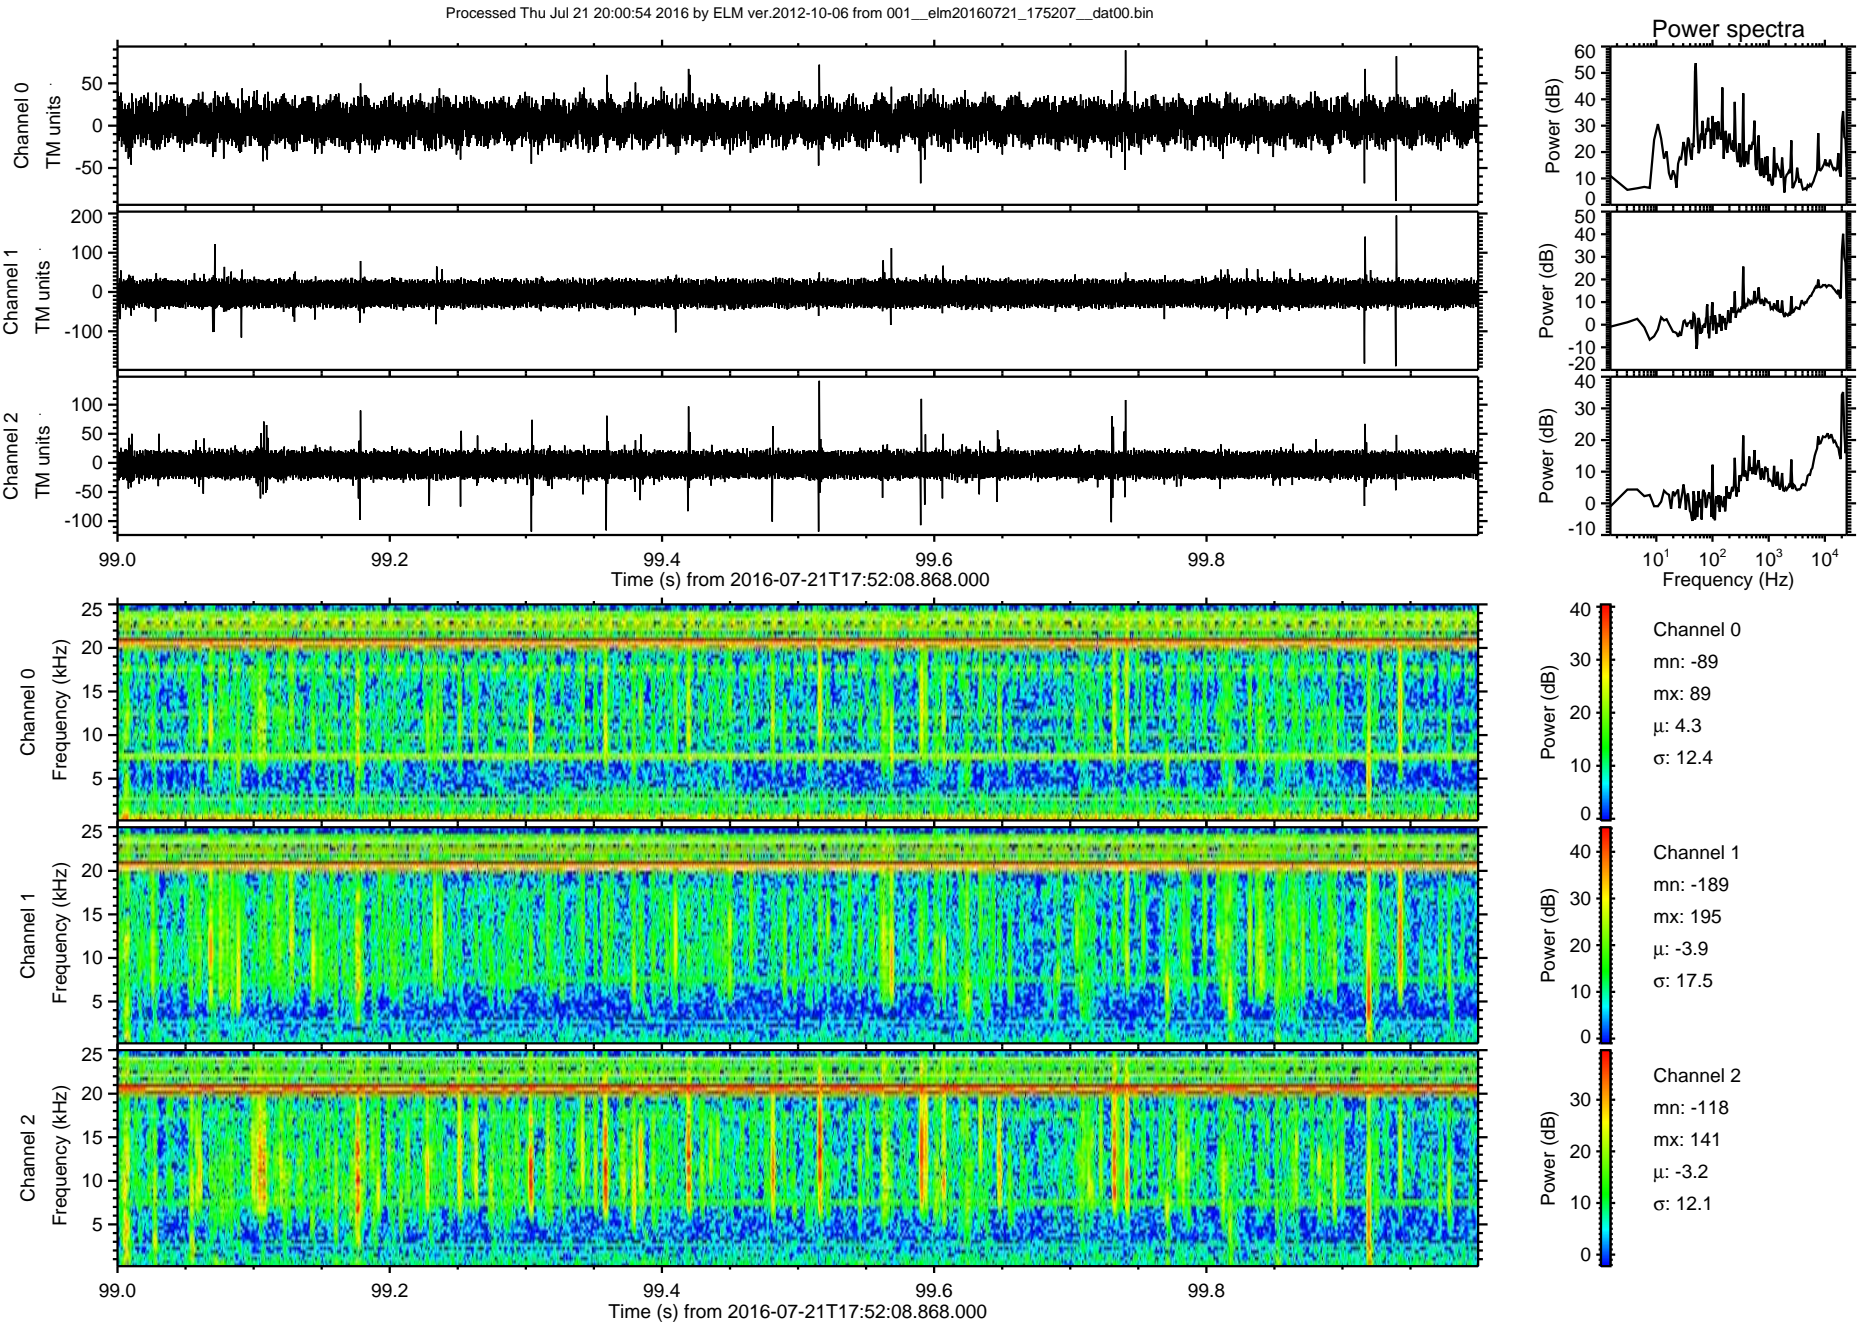 Processed Thu Jul 21 20:00:54 2016 by ELM ver.2012-10-06 from 001__elm20160721_175207__dat00.bin
Power spectra
Channel 0
TM units
50
0
-50
Power (dB)
60
50
40
30
20
10
0
Channel 1
TM units
200
100
0
-100
Power (dB)
50
40
30
20
10
0
-10
-20
Channel 2
TM units
100
50
0
-50
-100
Power (dB)
40
30
20
10
0
-10
99.0 99.2 99.4 99.6 99.8
Time (s) from 2016-07-21T17:52:08.868.000
10^1 10^2 10^3 10^4
Frequency (Hz)
Channel 0
Frequency (kHz)
25
20
15
10
5
Power (dB)
40
30
20
10
0
Channel 0
mn: -89
mx: 89
μ: 4.3
σ: 12.4
Channel 1
Frequency (kHz)
25
20
15
10
5
Power (dB)
40
30
20
10
0
Channel 1
mn: -189
mx: 195
μ: -3.9
σ: 17.5
Channel 2
Frequency (kHz)
25
20
15
10
5
Power (dB)
30
20
10
0
Channel 2
mn: -118
mx: 141
μ: -3.2
σ: 12.1
99.0 99.2 99.4 99.6 99.8
Time (s) from 2016-07-21T17:52:08.868.000